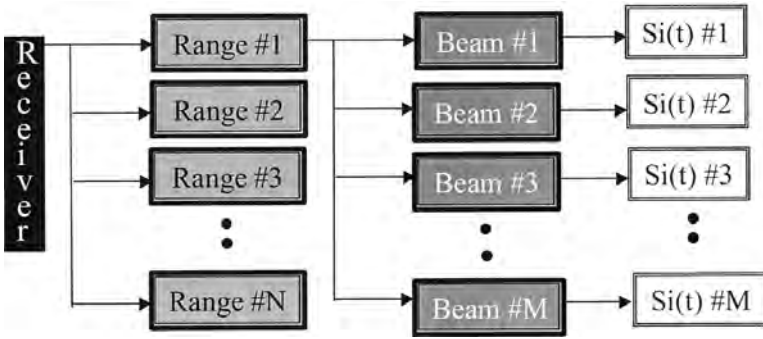 Receiver
Range #1
Beam #1
Si(t) #1
Range #2
Beam #2
Si(t) #2
Range #3
Beam #3
Si(t) #3
Range #N
Beam #M
Si(t) #M